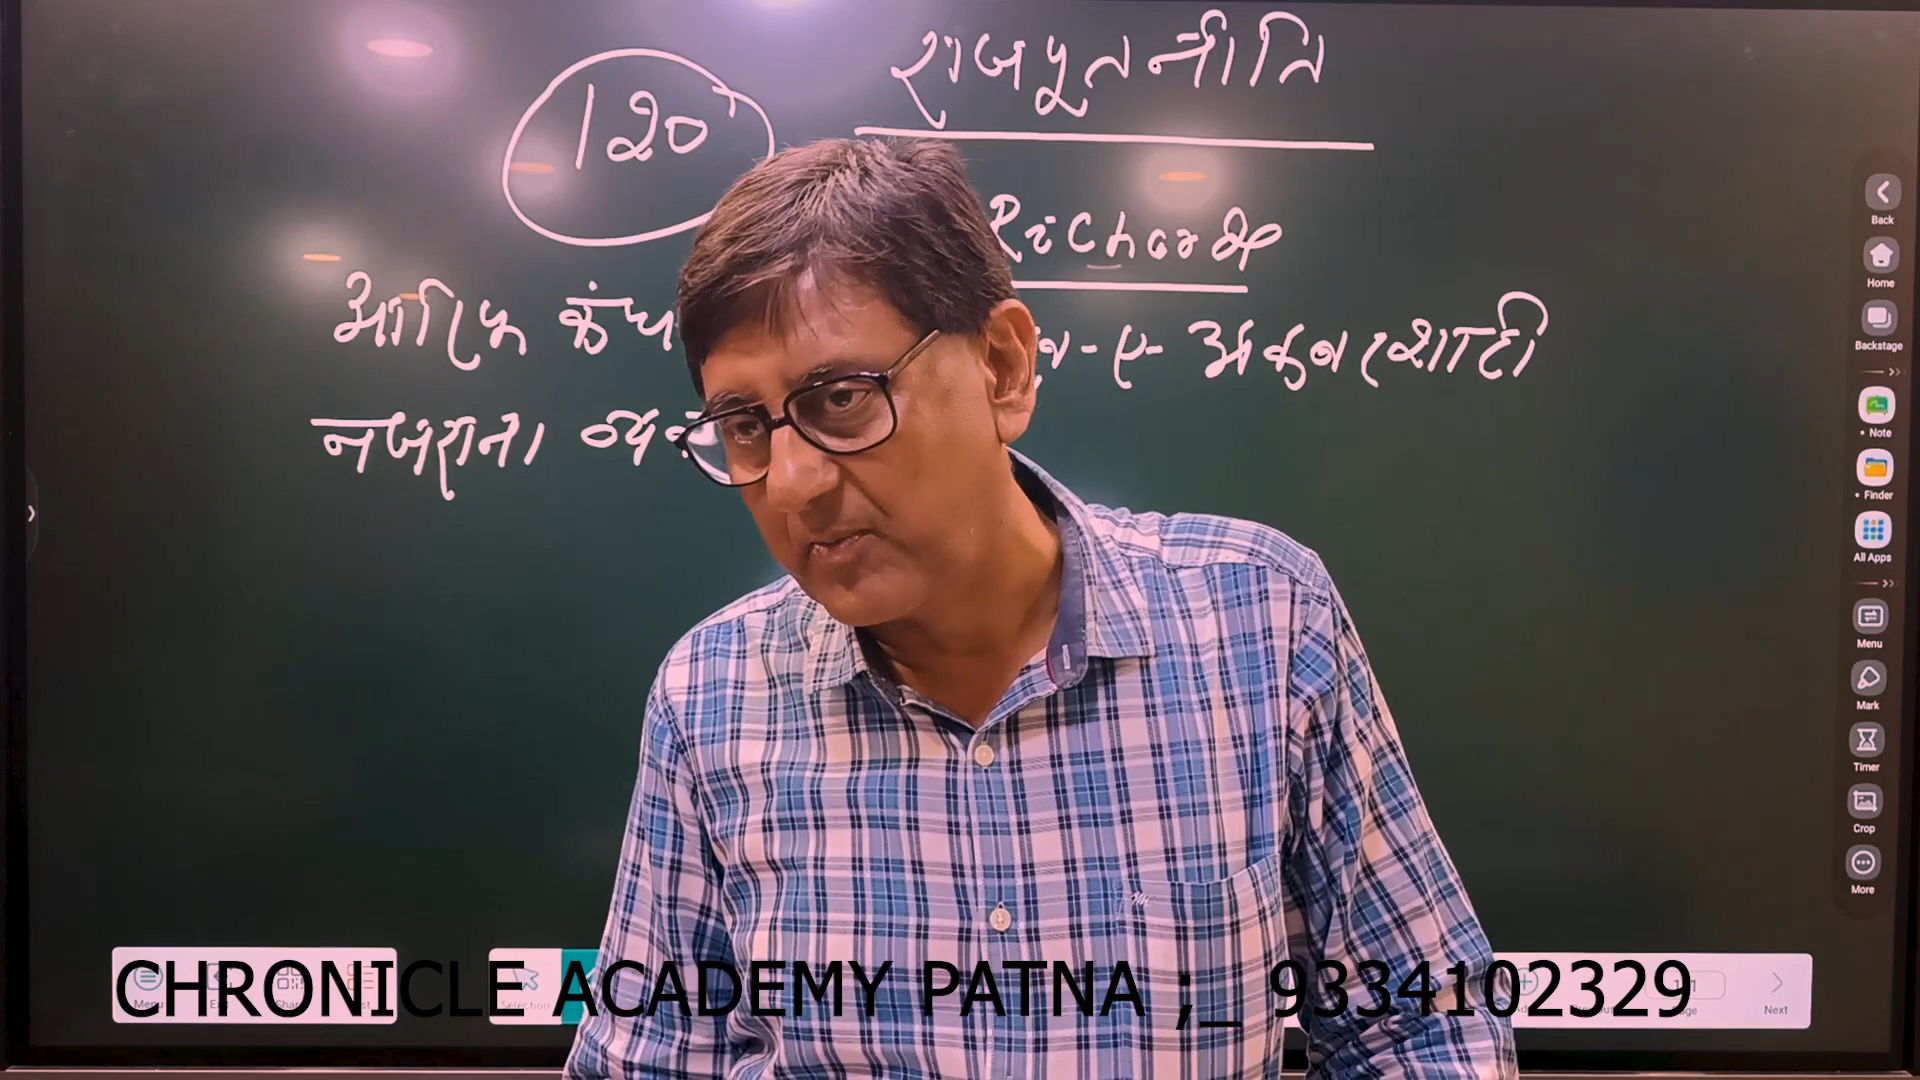 राजपूत नीति
120
Richards
आरिफ कंधा
अकबरशाही
नजराना
Back
Home
Backstage
Note
Finder
All Apps
Menu
Mark
Timer
Crop
More
Next
CHRONICLE ACADEMY PATNA ;_ 9334102329